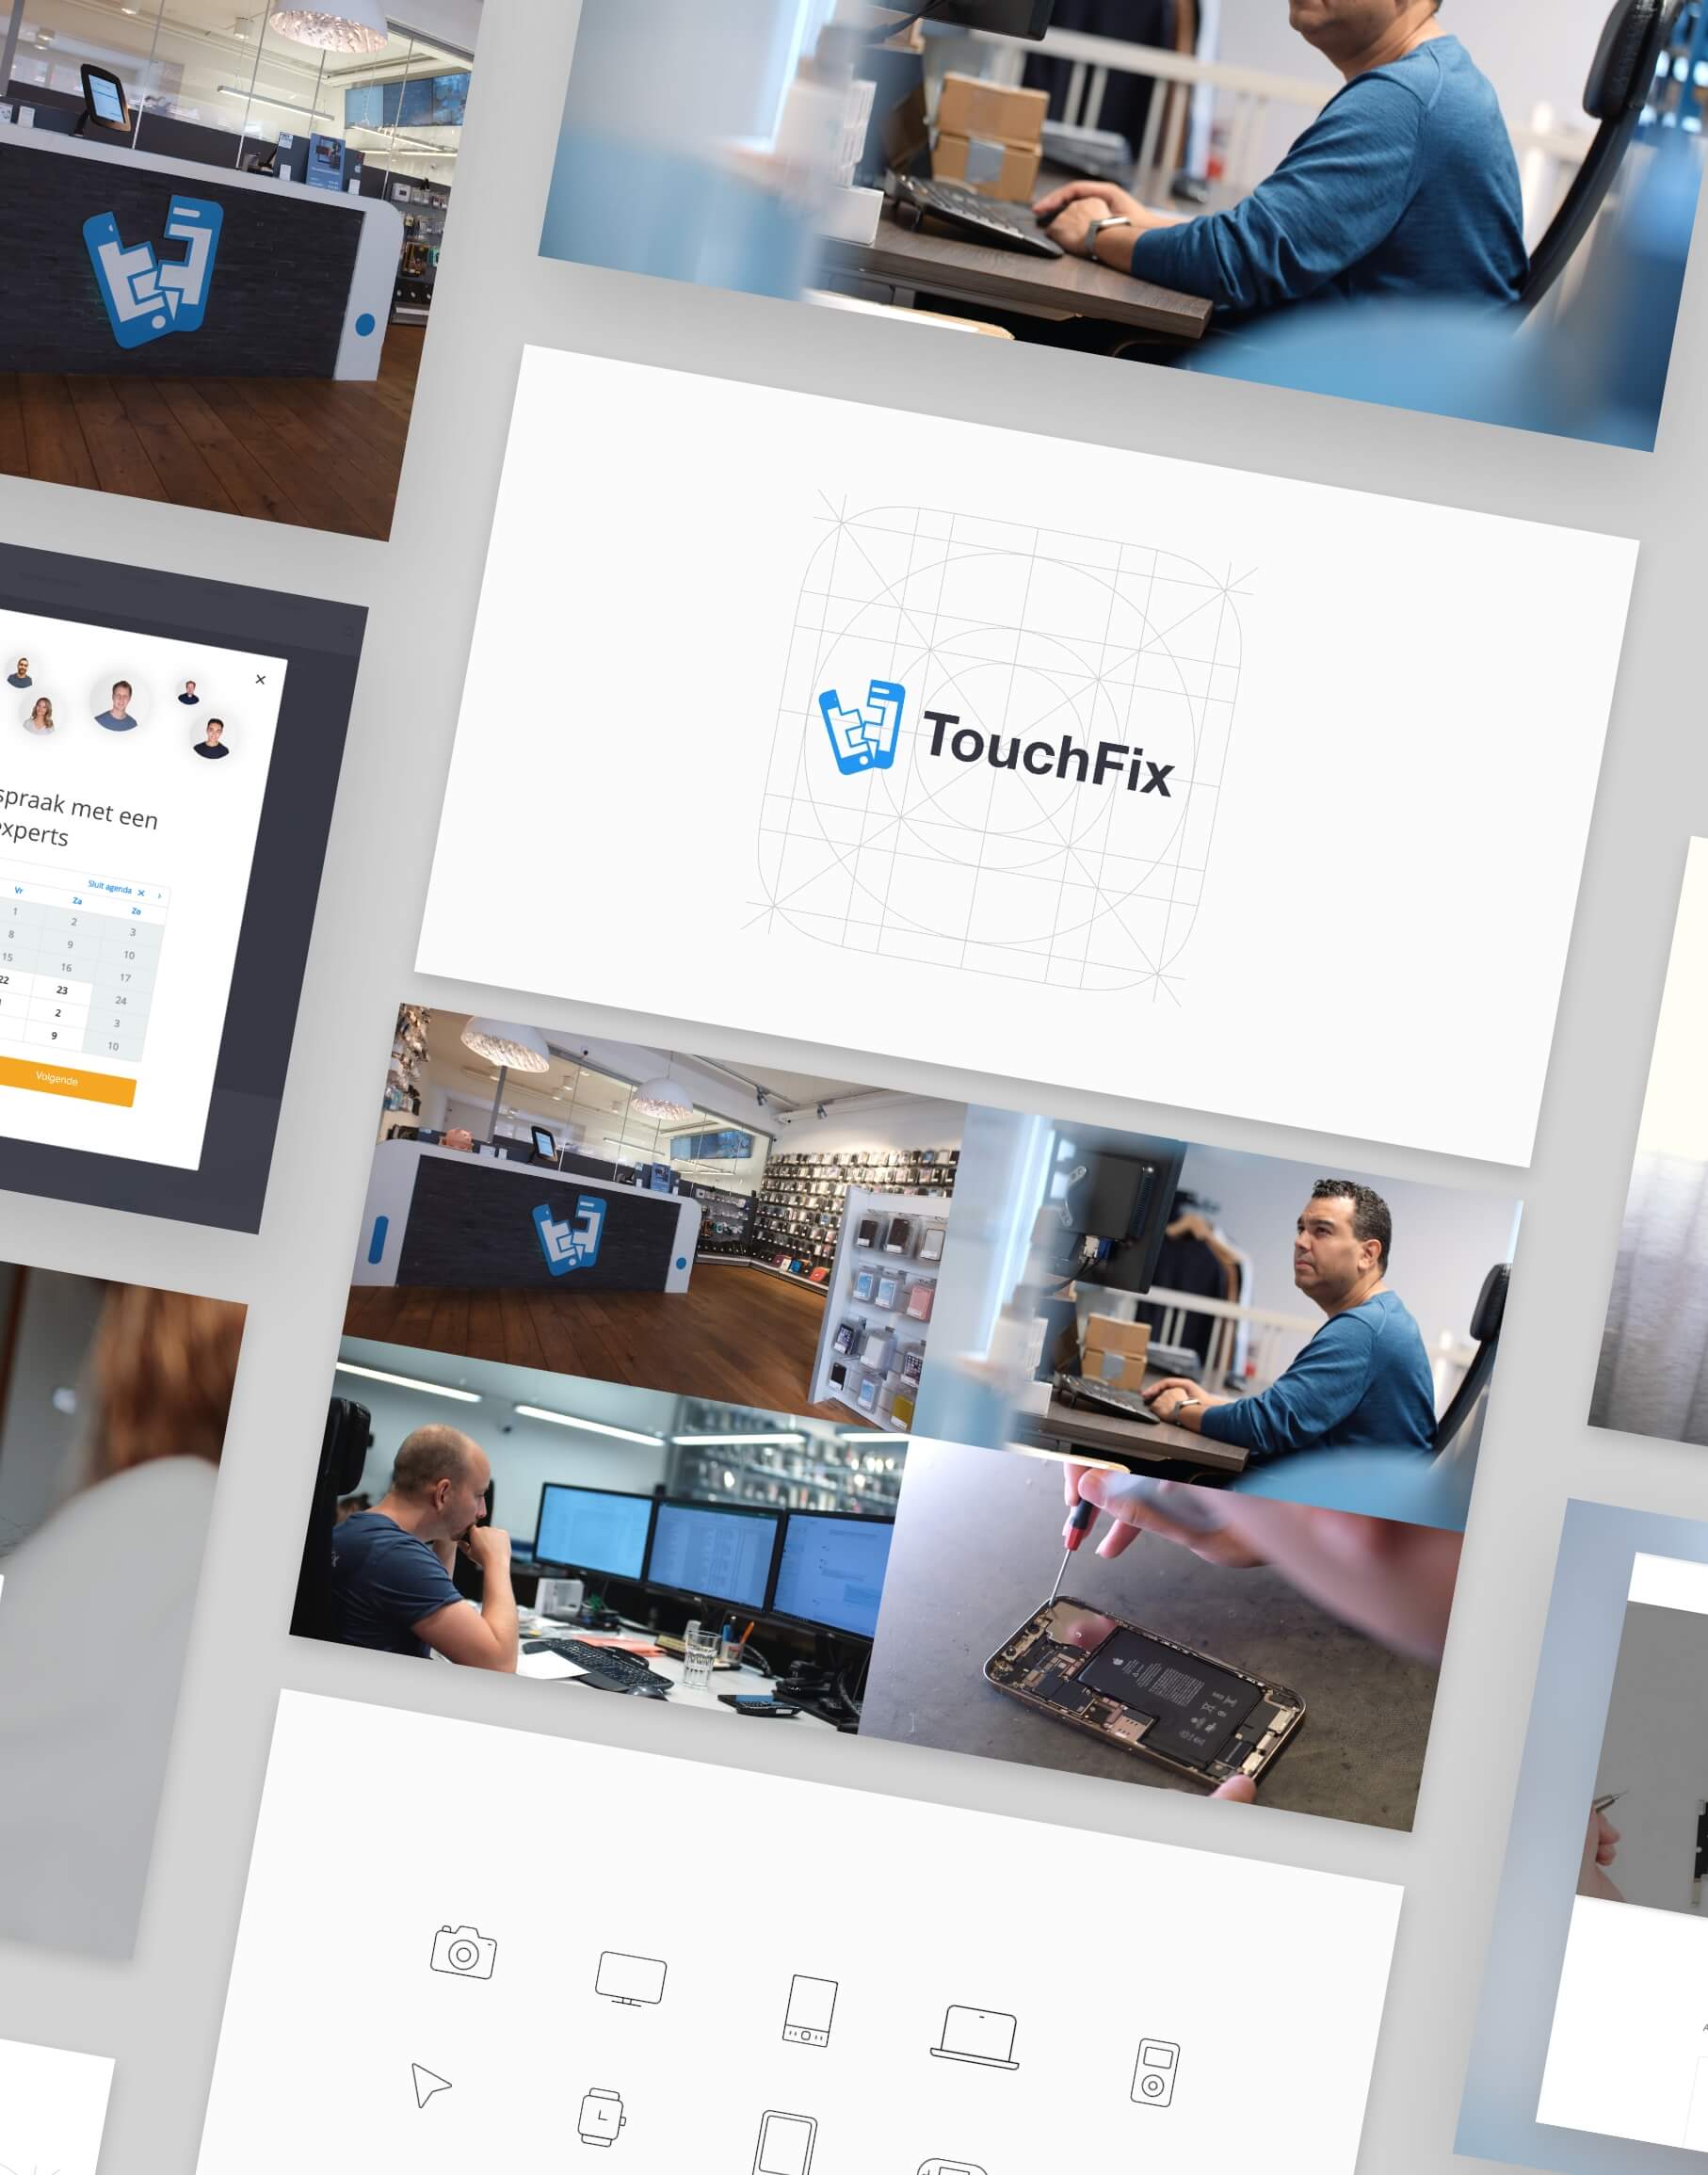 TouchFix
spraak met een
experts
Sluit agenda ✕ ›
Vr Za Zo
1 2 3
8 9 10
15 16 17
22 23 24
2 3
9 10
Volgende